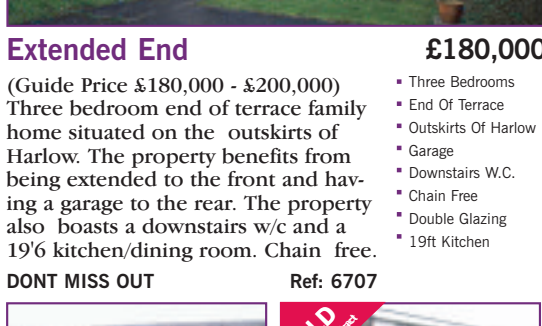 Extended End
£180,000
(Guide Price £180,000 - £200,000)
Three bedroom end of terrace family
home situated on the outskirts of
Harlow. The property benefits from
being extended to the front and hav-
ing a garage to the rear. The property
also boasts a downstairs w/c and a
19'6 kitchen/dining room. Chain free.
DONT MISS OUT
Ref: 6707
▪ Three Bedrooms
▪ End Of Terrace
▪ Outskirts Of Harlow
▪ Garage
▪ Downstairs W.C.
▪ Chain Free
▪ Double Glazing
▪ 19ft Kitchen